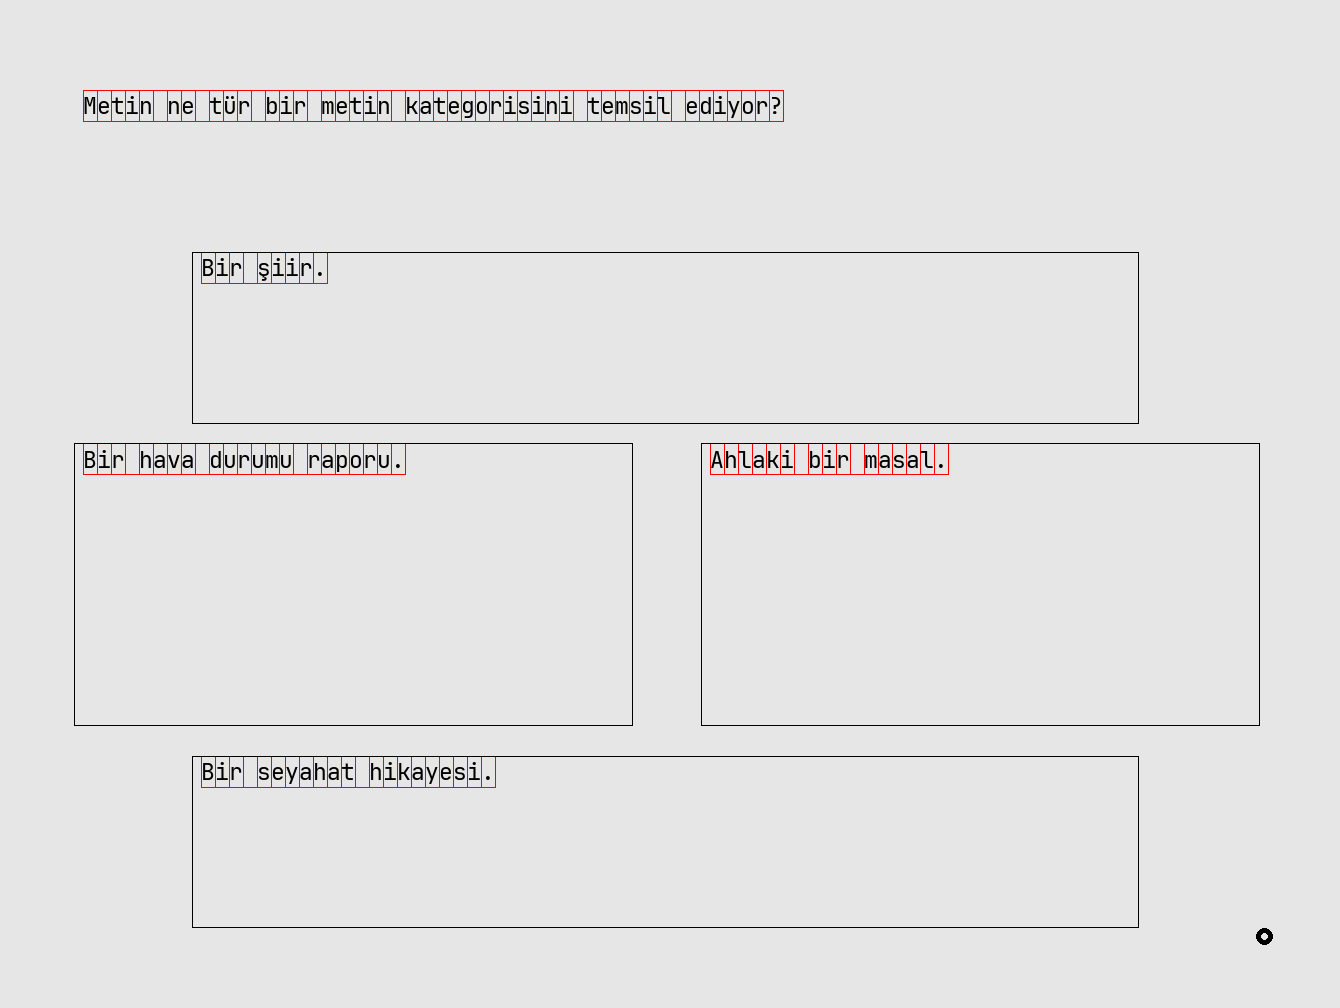 Metin ne tür bir metin kategorisini temsil ediyor?
Bir şiir.
Bir hava durumu raporu.
Ahlaki bir masal.
Bir seyahat hikayesi.